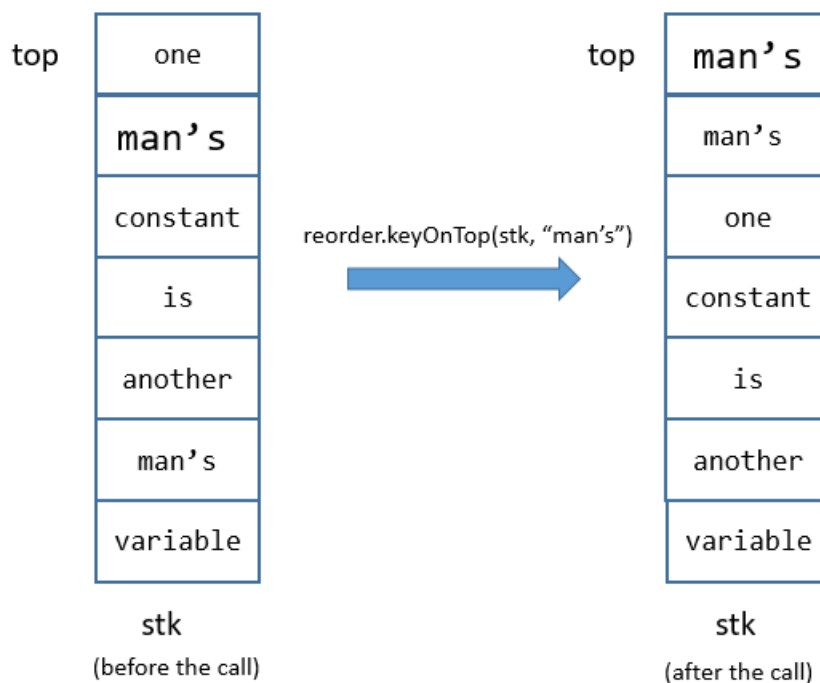 top
one
man’s
constant
is
another
man’s
variable
stk
(before the call)
reorder.keyOnTop(stk, “man’s”)
top
man’s
man’s
one
constant
is
another
variable
stk
(after the call)